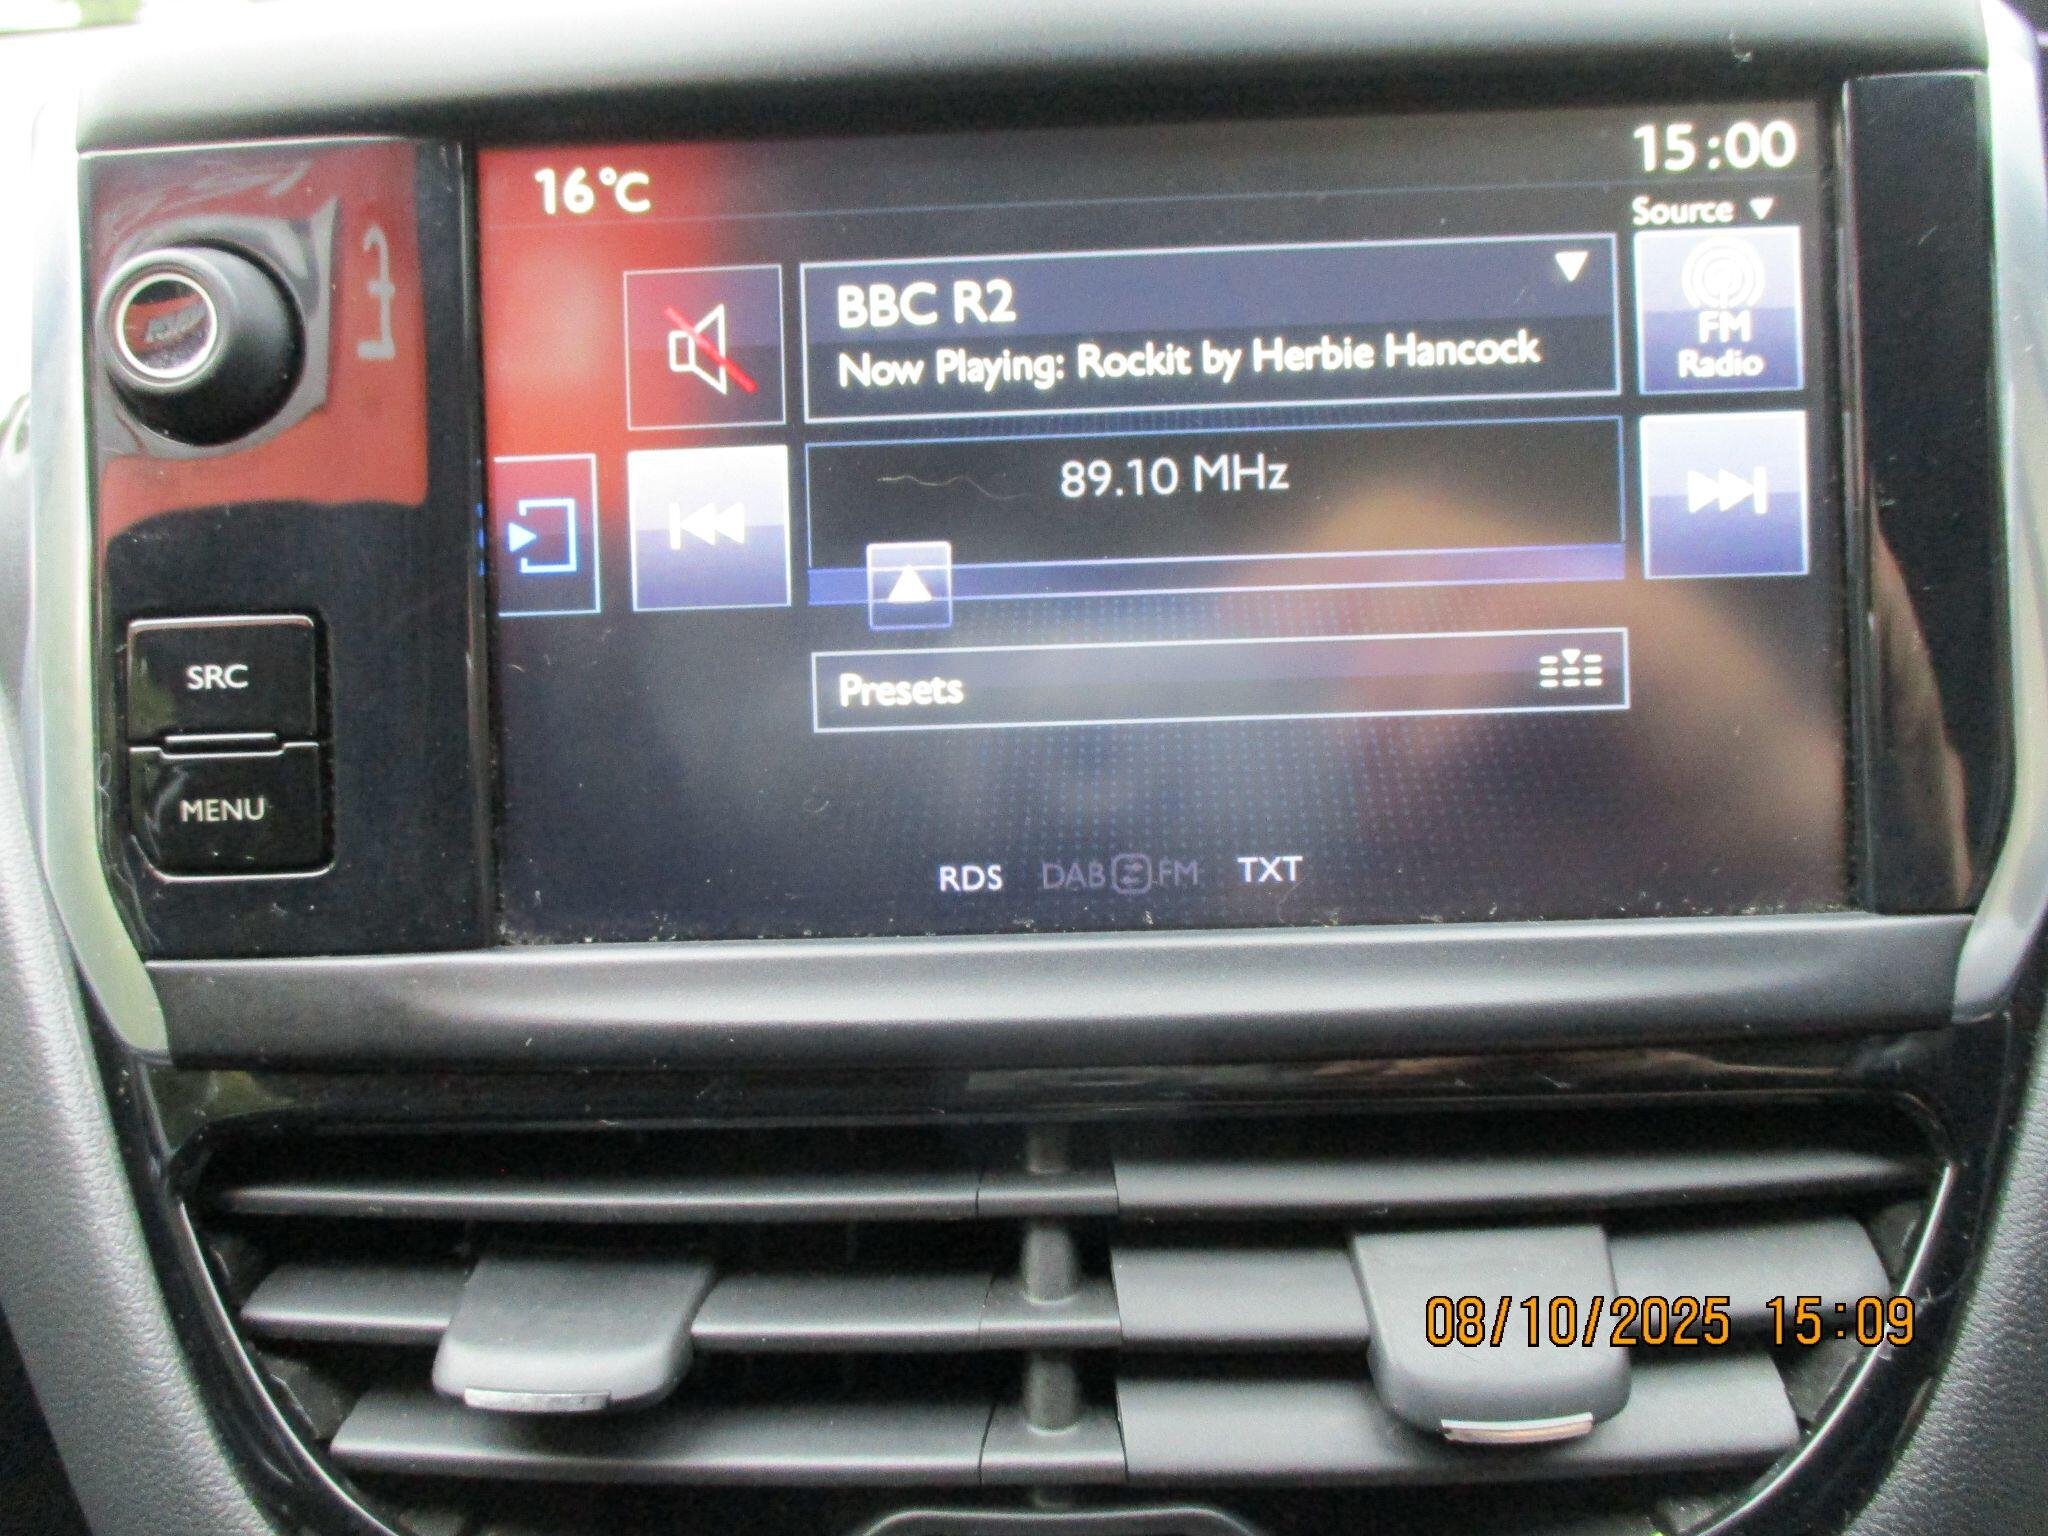 16°C
15:00
Source
BBC R2
Now Playing: Rockit by Herbie Hancock
FM
Radio
89.10 MHz
SRC
Presets
MENU
RDS
DAB FM
TXT
08/10/2025 15:09